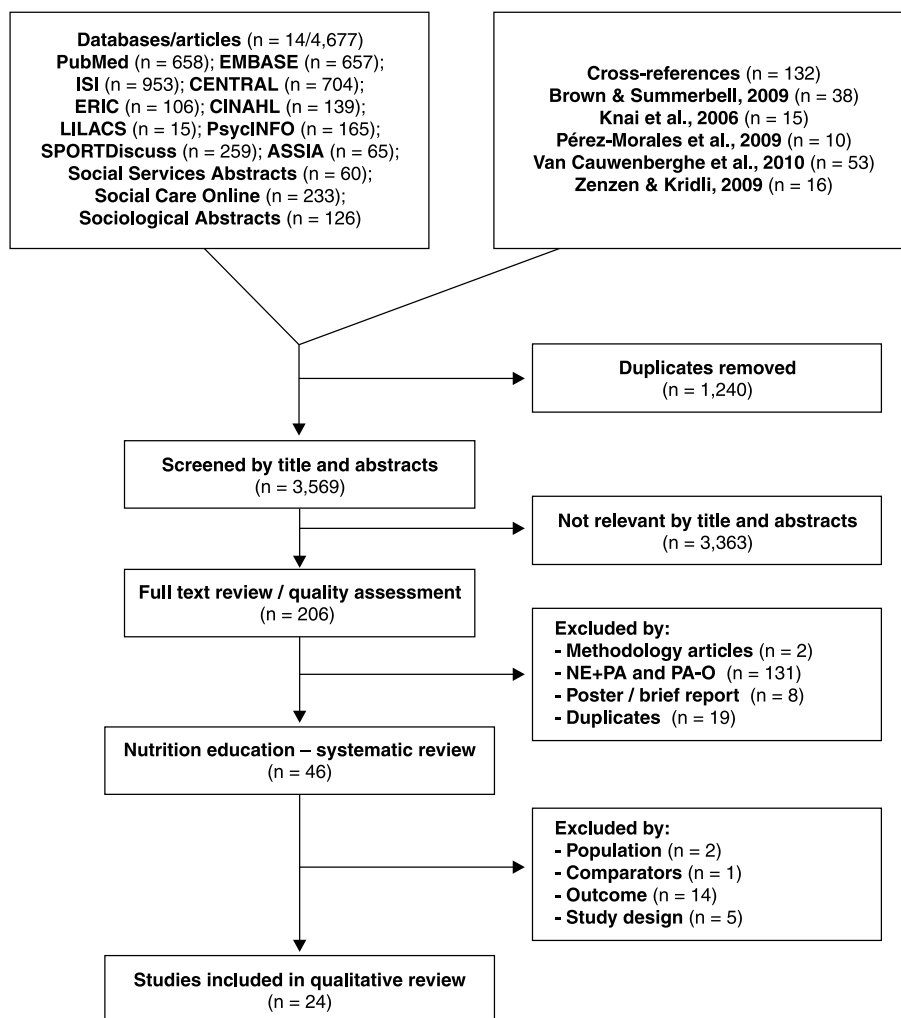 Databases/articles (n = 14/4,677)
PubMed (n = 658); EMBASE (n = 657);
ISI (n = 953); CENTRAL (n = 704);
ERIC (n = 106); CINAHL (n = 139);
LILACS (n = 15); PsycINFO (n = 165);
SPORTDiscuss (n = 259); ASSIA (n = 65);
Social Services Abstracts (n = 60);
Social Care Online (n = 233);
Sociological Abstracts (n = 126)
Cross-references (n = 132)
Brown & Summerbell, 2009 (n = 38)
Knai et al., 2006 (n = 15)
Pérez-Morales et al., 2009 (n = 10)
Van Cauwenberghe et al., 2010 (n = 53)
Zenzen & Kridli, 2009 (n = 16)
Duplicates removed
(n = 1,240)
Screened by title and abstracts
(n = 3,569)
Not relevant by title and abstracts
(n = 3,363)
Full text review / quality assessment
(n = 206)
Excluded by:
- Methodology articles (n = 2)
- NE+PA and PA-O (n = 131)
- Poster / brief report (n = 8)
- Duplicates (n = 19)
Nutrition education – systematic review
(n = 46)
Excluded by:
- Population (n = 2)
- Comparators (n = 1)
- Outcome (n = 14)
- Study design (n = 5)
Studies included in qualitative review
(n = 24)